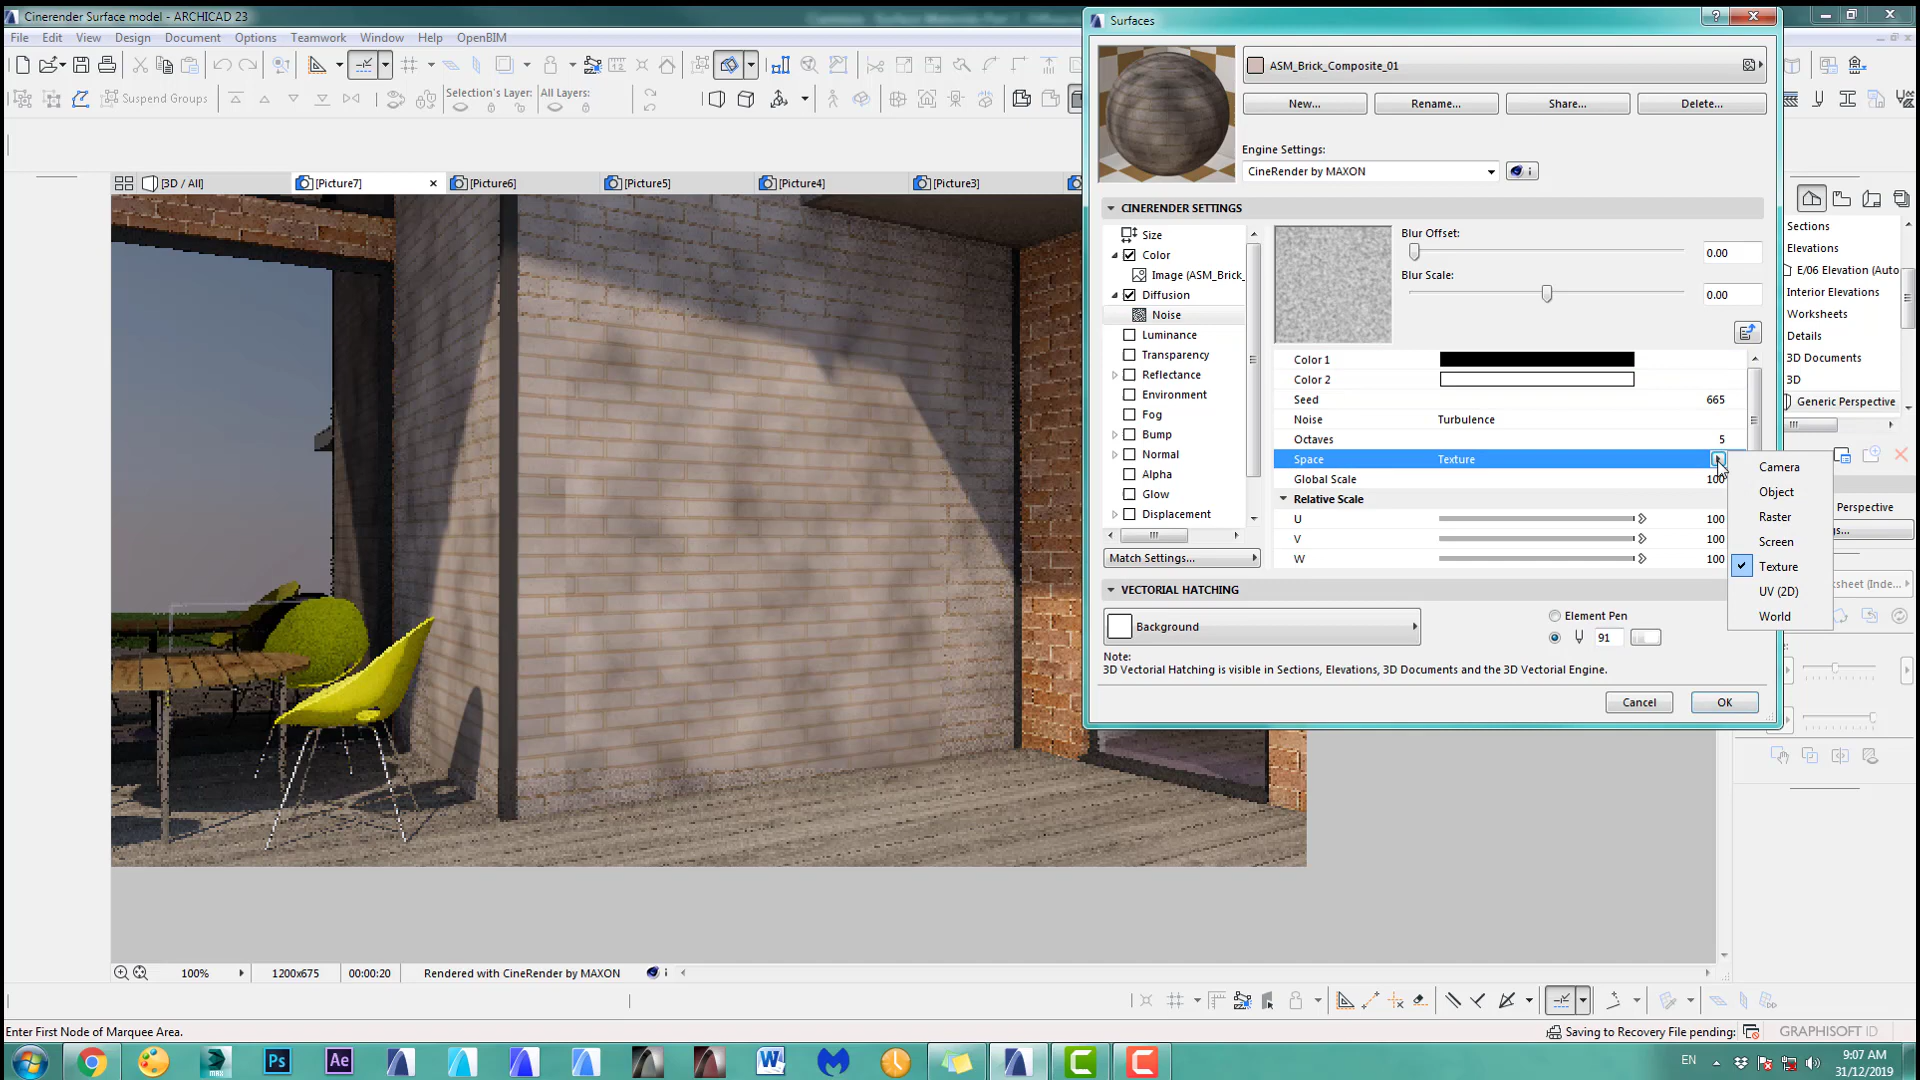 Cinerender Surface model - ARCHICAD 23
File Edit View Design Document Options Teamwork Window Help OpenBIM
Suspend Groups
Selection's Layer:
All Layers:
[3D / All]
[Picture7]
[Picture6]
[Picture5]
[Picture4]
[Picture3]
Surfaces
ASM_Brick_Composite_01
New... Rename... Share... Delete...
Engine Settings:
CineRender by MAXON
CINERENDER SETTINGS
Size
Color
Image (ASM_Brick_
Diffusion
Noise
Luminance
Transparency
Reflectance
Environment
Fog
Bump
Normal
Alpha
Glow
Displacement
Match Settings...
Blur Offset:
0.00
Blur Scale:
0.00
Color 1
Color 2
Seed 665
Noise Turbulence
Octaves 5
Space Texture
Global Scale 100
Relative Scale
U 100
V 100
W 100
Camera
Object
Raster
Screen
Texture
UV (2D)
World
VECTORIAL HATCHING
Background
Element Pen
91
Note:
3D Vectorial Hatching is visible in Sections, Elevations, 3D Documents and the 3D Vectorial Engine.
Cancel OK
Sections
Elevations
E/06 Elevation (Auto
Interior Elevations
Worksheets
Details
3D Documents
3D
Generic Perspective
Perspective
100% 1200x675 00:00:20 Rendered with CineRender by MAXON
Enter First Node of Marquee Area.
Saving to Recovery File pending:
GRAPHISOFT ID
Ps
Ae
EN
9:07 AM
31/12/2019